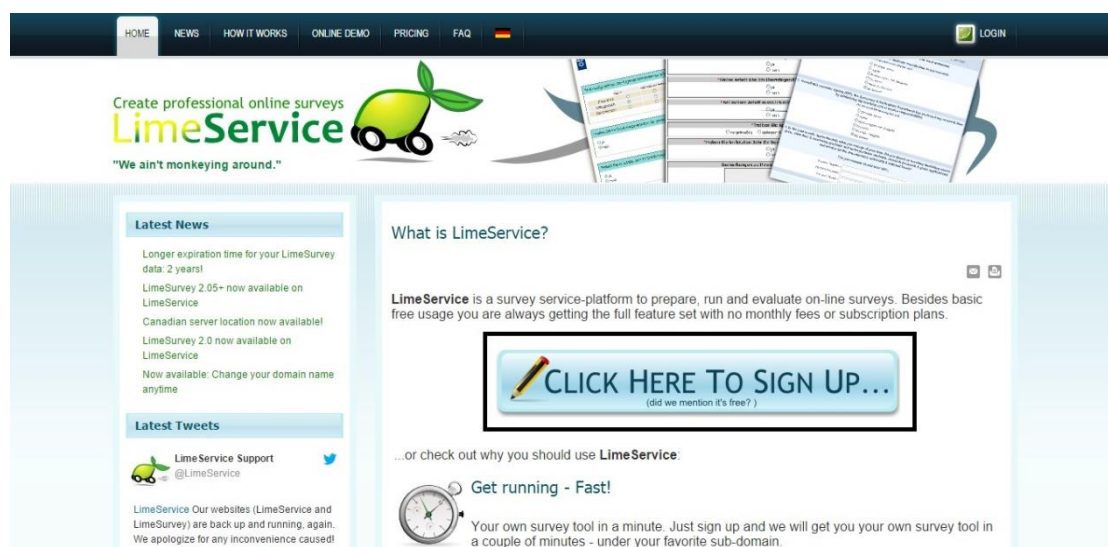 HOME NEWS HOW IT WORKS ONLINE DEMO PRICING FAQ LOGIN
Create professional online surveys
LimeService
"We ain't monkeying around."
Latest News
Longer expiration time for your LimeSurvey
data: 2 years!
LimeSurvey 2.05+ now available on
LimeService
Canadian server location now available!
LimeSurvey 2.0 now available on
LimeService
Now available: Change your domain name
anytime
Latest Tweets
LimeService Support
@LimeService
LimeService Our websites (LimeService and
LimeSurvey) are back up and running, again.
We apologize for any inconvenience caused!
What is LimeService?
LimeService is a survey service-platform to prepare, run and evaluate on-line surveys. Besides basic
free usage you are always getting the full feature set with no monthly fees or subscription plans.
CLICK HERE TO SIGN UP...
(did we mention it's free? )
...or check out why you should use LimeService:
Get running - Fast!
Your own survey tool in a minute. Just sign up and we will get you your own survey tool in
a couple of minutes - under your favorite sub-domain.